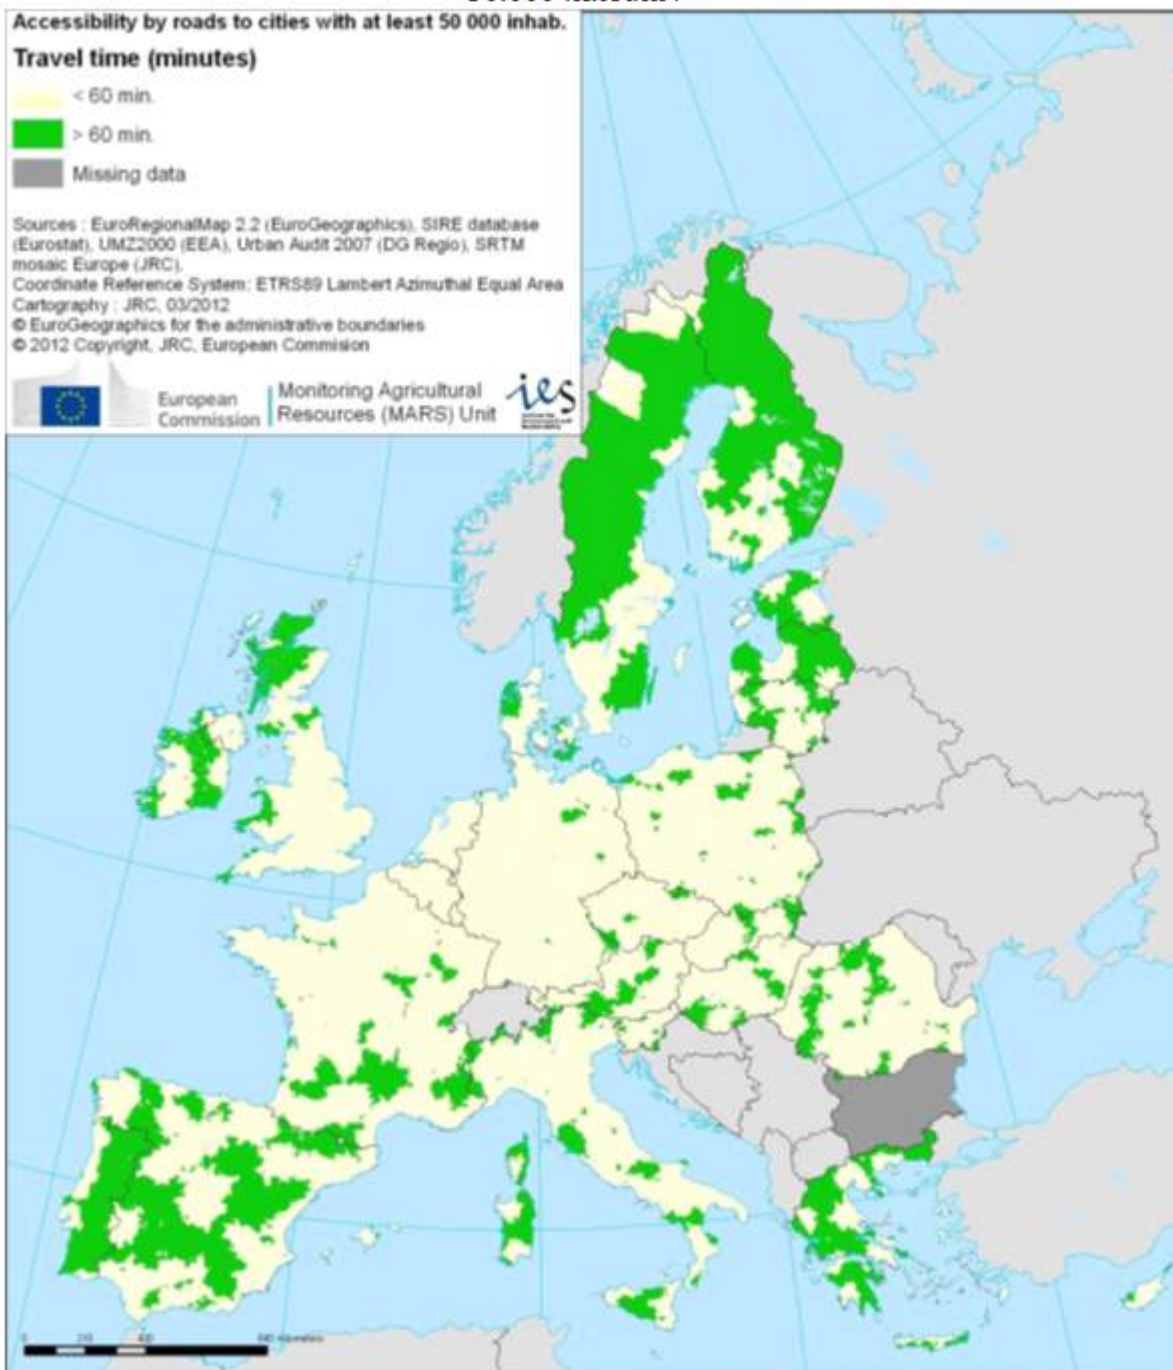 Accessibility by roads to cities with at least 50 000 inhab.
Travel time (minutes)
< 60 min.
> 60 min.
Missing data
Sources : EuroRegionalMap 2.2 (EuroGeographics), SIRE database
(Eurostat), UMZ2000 (EEA), Urban Audit 2007 (DG Regio), SRTM
mosaic Europe (JRC).
Coordinate Reference System: ETRS89 Lambert Azimuthal Equal Area
Cartography : JRC, 03/2012
© EuroGeographics for the administrative boundaries
© 2012 Copyright, JRC, European Commision
European
Commission
Monitoring Agricultural
Resources (MARS) Unit
ies
0